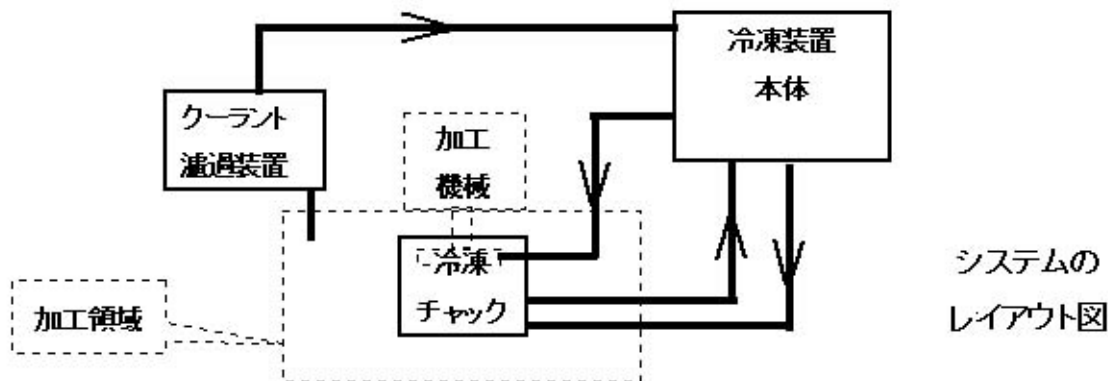 冷凍装置
本体
クーラント
濾過装置
加工
機械
冷凍
チャック
加工領域
システムの
レイアウト図